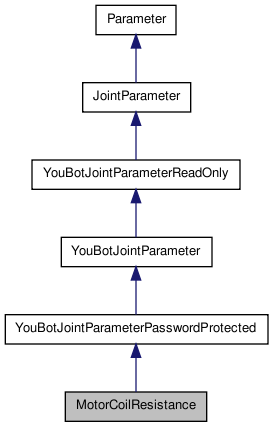 Parameter
JointParameter
YouBotJointParameterReadOnly
YouBotJointParameter
YouBotJointParameterPasswordProtected
MotorCoilResistance